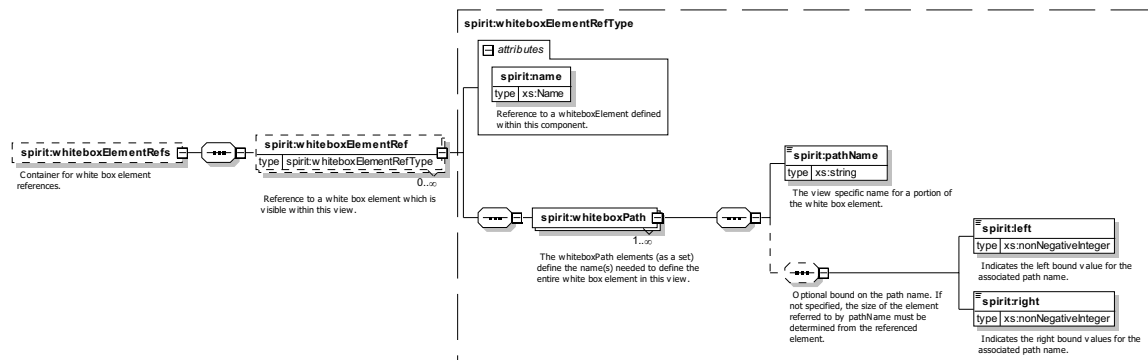 spirit:whiteboxElementRefType
attributes
spirit:name
type xs:Name
Reference to a whiteboxElement defined
within this component.
spirit:whiteboxElementRefs
Container for white box element
references.
spirit:whiteboxElementRef
type spirit:whiteboxElementRefType
0..∞
Reference to a white box element which is
visible within this view.
spirit:whiteboxPath
1..∞
The whiteboxPath elements (as a set)
define the name(s) needed to define the
entire white box element in this view.
spirit:pathName
type xs:string
The view specific name for a portion of
the white box element.
Optional bound on the path name. If
not specified, the size of the element
referred to by pathName must be
determined from the referenced
element.
spirit:left
type xs:nonNegativeInteger
Indicates the left bound value for the
associated path name.
spirit:right
type xs:nonNegativeInteger
Indicates the right bound values for the
associated path name.